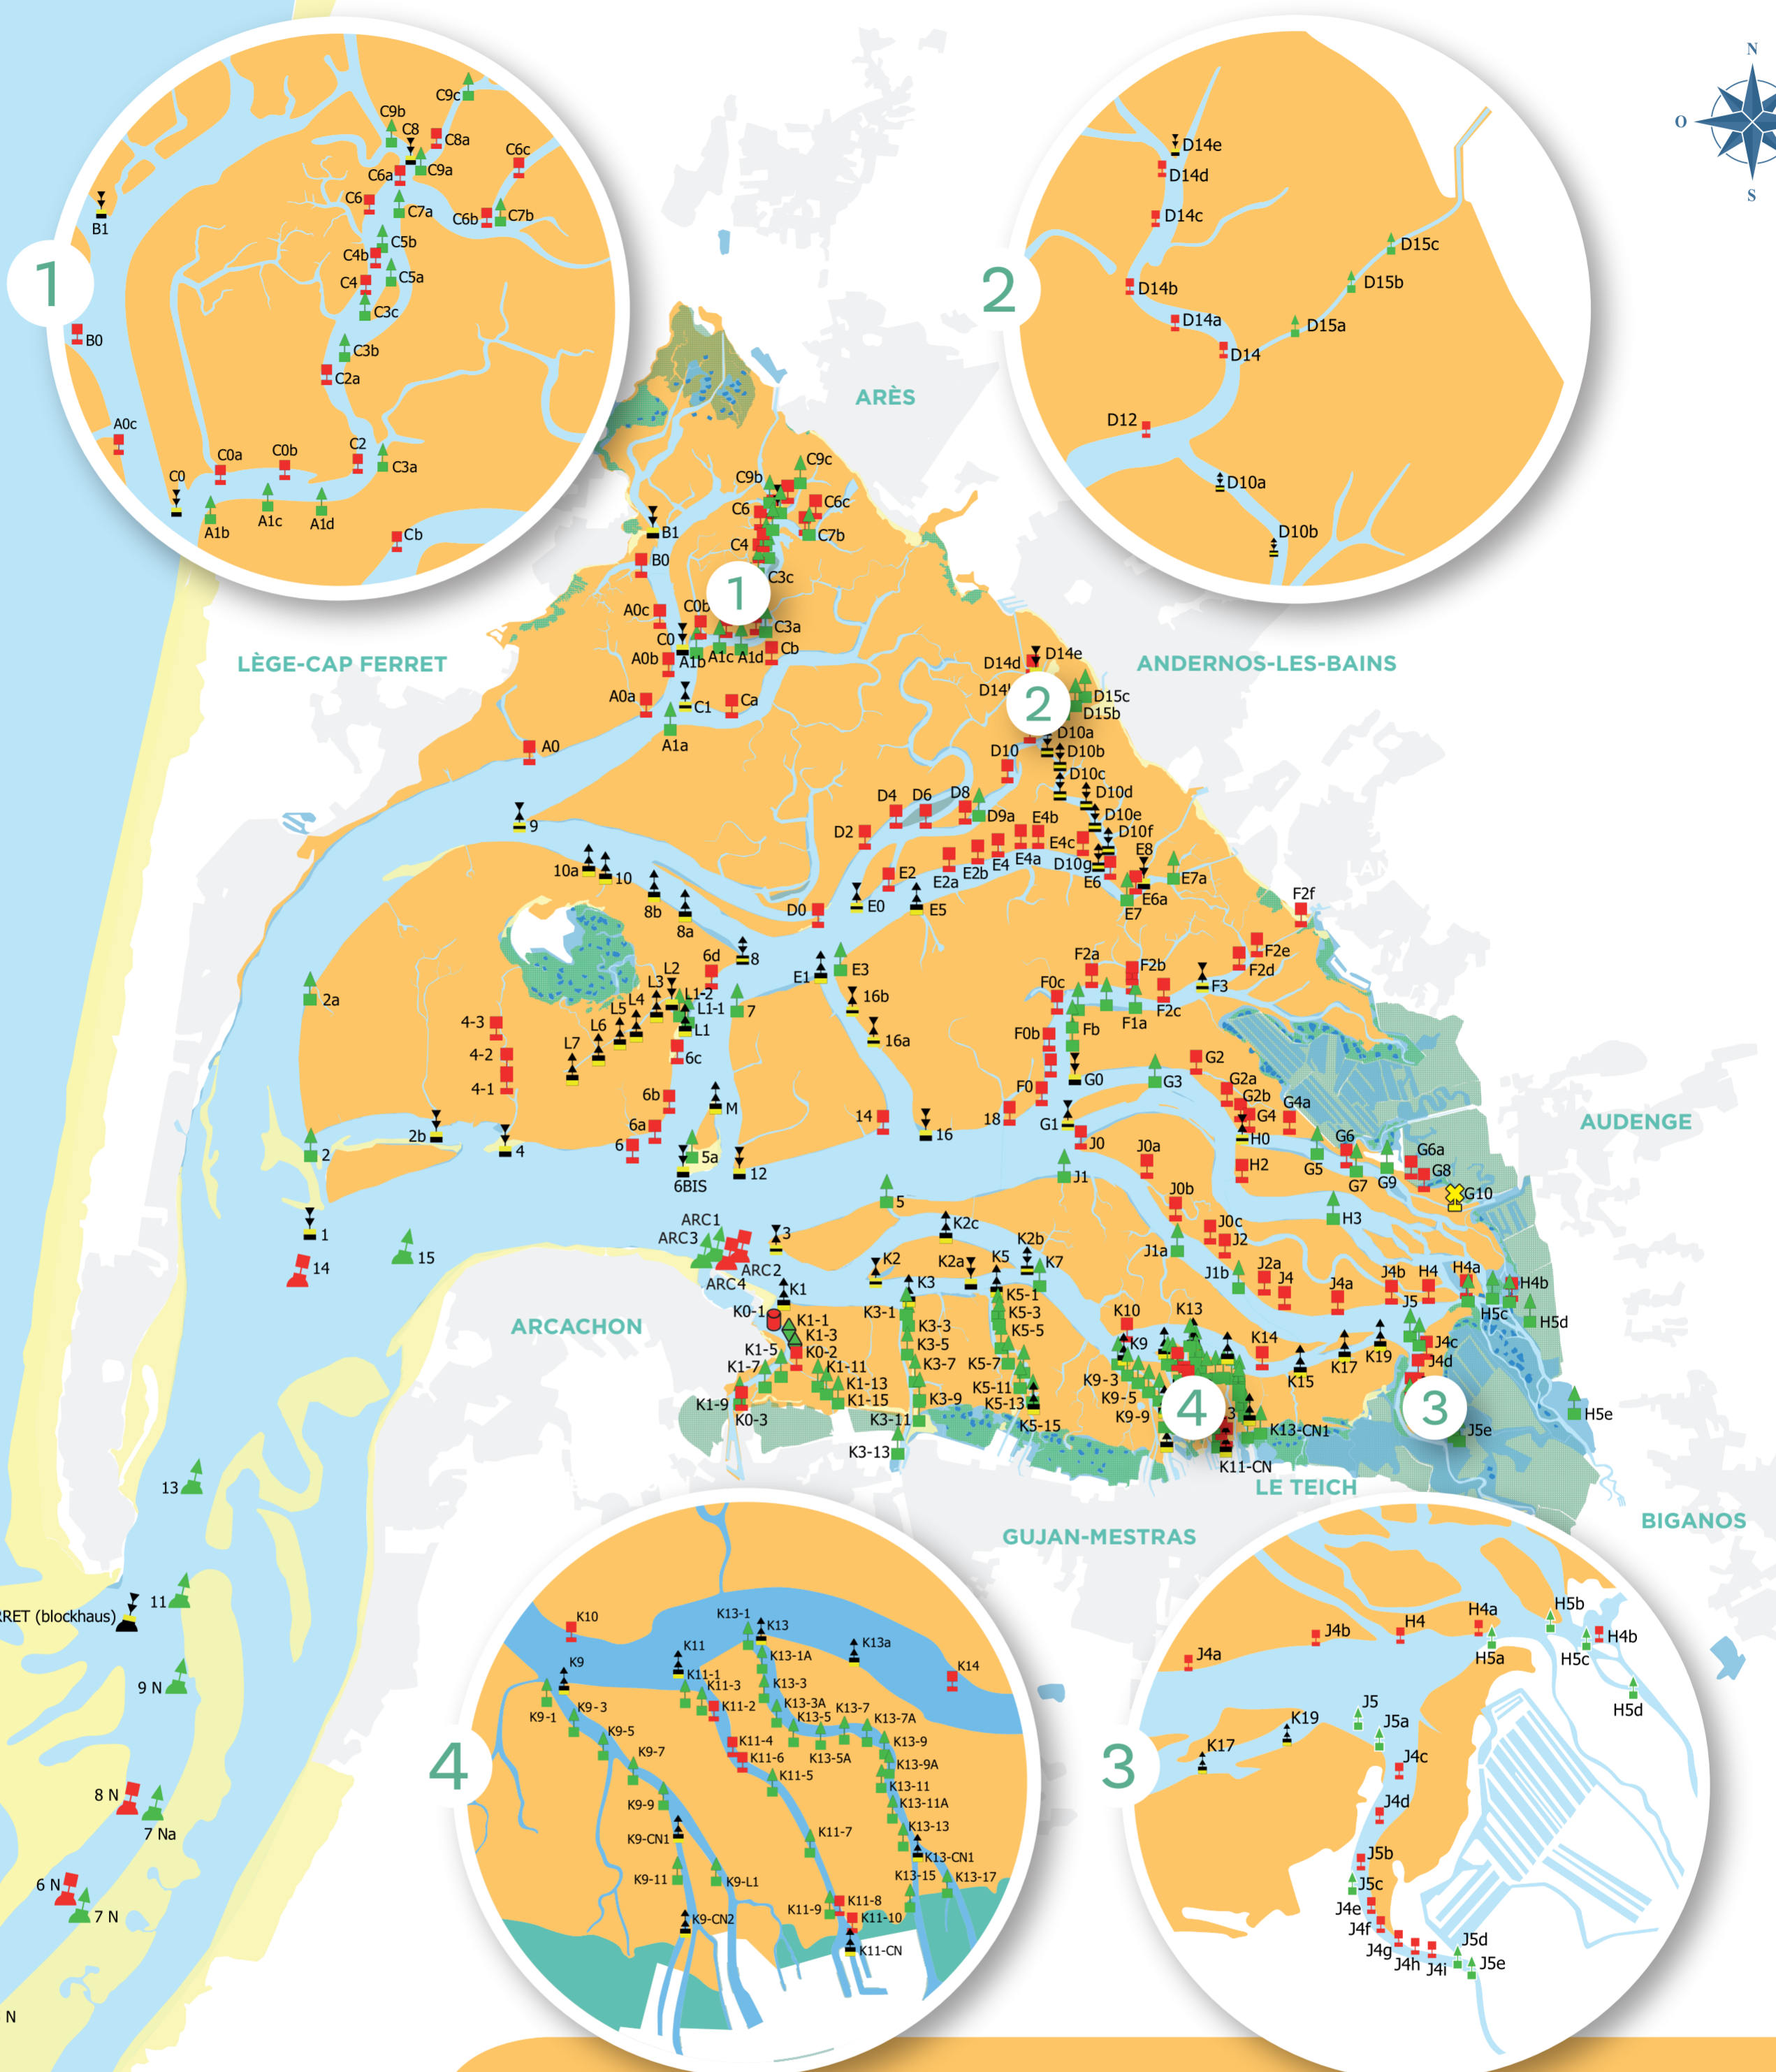 N
O
S
1
C9c
C9b
C8
C8a
C9a
C6c
C6a
C6
C7a
C6b
C7b
B1
C5b
C4b
C5a
C4
C3c
B0
C3b
C2a
A0c
C0a
C0b
C2
C3a
C0
A1b
A1c
A1d
Cb
2
D14e
D14d
D14c
D15c
D14b
D15b
D14a
D15a
D14
D12
D10a
D10b
ARÈS
LÈGE-CAP FERRET
ANDERNOS-LES-BAINS
C9c
C9b
C6
C6c
B1
C7b
C4
B0
C3c
1
A0c
C0b
C3a
C0
A1b
A1c
A1d
Cb
A0b
A0a
C1
Ca
A1a
A0
D14d
D14e
D15c
2
D15b
D10a
D10
D10b
D10c
D10d
D4
D6
D8
D9a
E4b
D10e
D2
E4c
D10f
9
E4
E4a
D10g
E8
10a
10
E2
E2a
E2b
E6
E7a
E6a
8b
E0
E5
E7
F2f
8a
D0
8
6d
E1
E3
F2a
F2b
F2e
F2d
L2
L3
L1-2
16b
F0c
F3
2a
L4
L1-1
7
F2c
L5
L1
F1a
4-3
L6
16a
F0b
Fb
4-2
L7
6c
G2
4-1
F0
G0
G3
G2a
6b
M
G2b
14
18
G4
G4a
AUDENGE
6a
G1
2b
16
H0
6
J0
4
5a
J0a
G5
G6
G6a
2
12
J1
H2
G7
G9
G8
6BIS
J0b
G10
5
H3
ARC1
K2c
J0c
1
ARC3
3
J2
15
K2b
J1a
14
ARC2
K2
K2a
K5
K7
J2a
J1b
J4
J4a
J4b
H4
H4a
H4b
ARC4
K1
K3
K5-1
J5
H5c
H5d
K0-1
K1-1
K3-1
K5-3
K10
K13
ARCACHON
K3-3
K5-5
K1-3
K3-5
K9
K14
J4c
K1-5
K0-2
K17
K19
K3-7
K5-7
J4d
K1-7
K1-11
K15
K1-13
K5-11
K9-3
K1-9
K1-15
K3-9
K5-13
K9-5
K0-3
K3-11
K9-9
4
3
K5-15
K13-CN1
H5e
K3-13
J5e
K11-CN
LE TEICH
13
BIGANOS
GUJAN-MESTRAS
11
RRET (blockhaus)
9 N
8 N
7 Na
6 N
7 N
N
4
K10
K13-1
K13
K11
K13a
K9
K13-1A
K11-1
K14
K11-3
K13-3
K9-1
K9-3
K11-2
K13-3A
K13-7
K13-5
K13-7A
K9-5
K11-4
K13-9
K9-7
K11-6
K13-5A
K13-9A
K11-5
K13-11
K9-9
K13-11A
K11-7
K13-13
K9-CN1
K13-CN1
K9-11
K9-L1
K13-15
K13-17
K11-8
K11-9
K9-CN2
K11-10
K11-CN
3
H5b
H4a
H4
J4b
H4b
J4a
H5a
H5c
H5d
J5
K19
J5a
K17
J4c
J4d
J5b
J5c
J4e
J4f
J5d
J4g
J4h
J4i
J5e